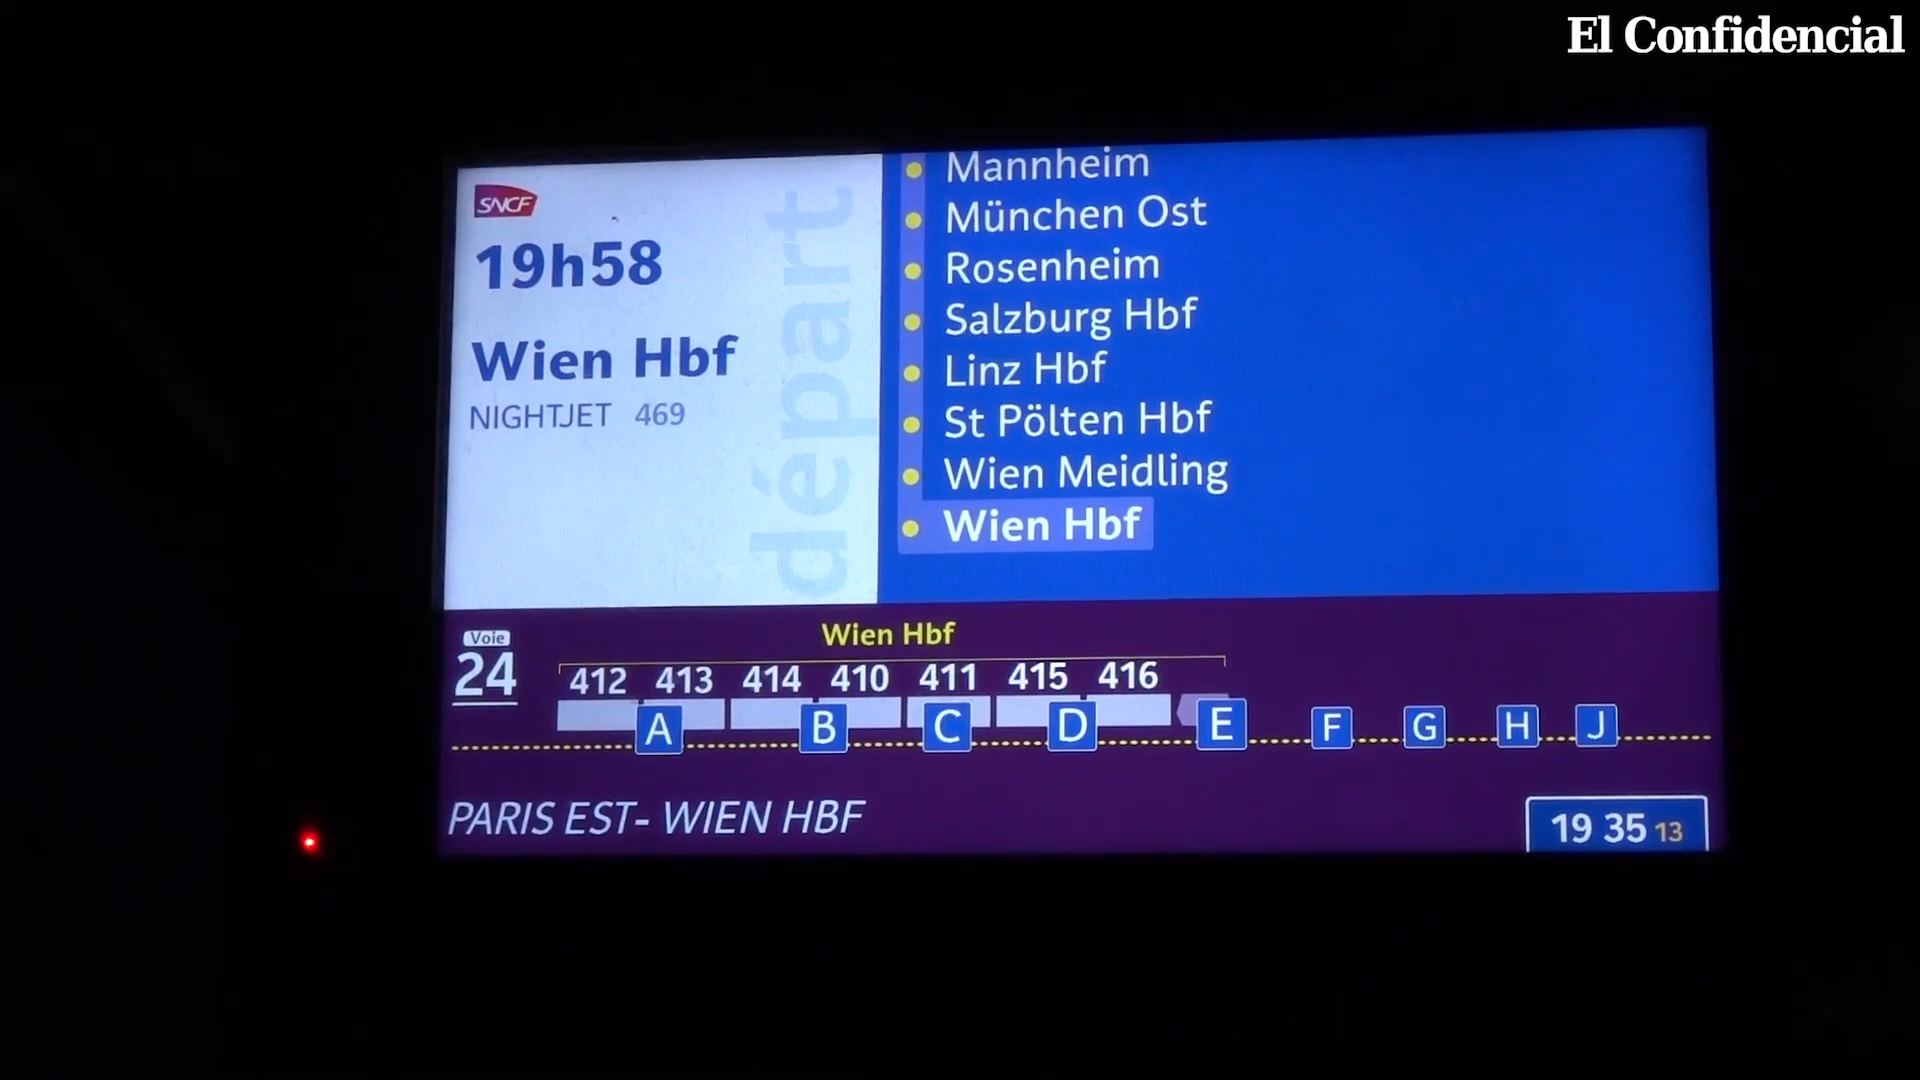 El Confidencial
SNCF
19h58
Wien Hbf
NIGHTJET 469
départ
Mannheim
München Ost
Rosenheim
Salzburg Hbf
Linz Hbf
St Pölten Hbf
Wien Meidling
Wien Hbf
Voie
24
Wien Hbf
412 413 414 410 411 415 416
A B C D E F G H J
PARIS EST- WIEN HBF
19 35 13